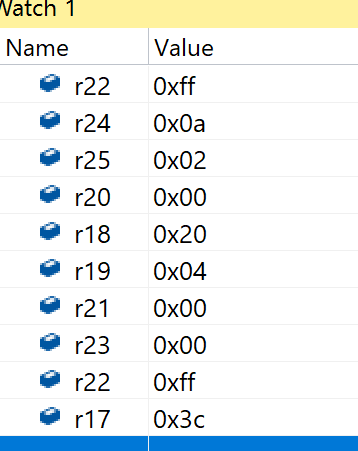 Watch 1
Name Value
r22 0xff
r24 0x0a
r25 0x02
r20 0x00
r18 0x20
r19 0x04
r21 0x00
r23 0x00
r22 0xff
r17 0x3c